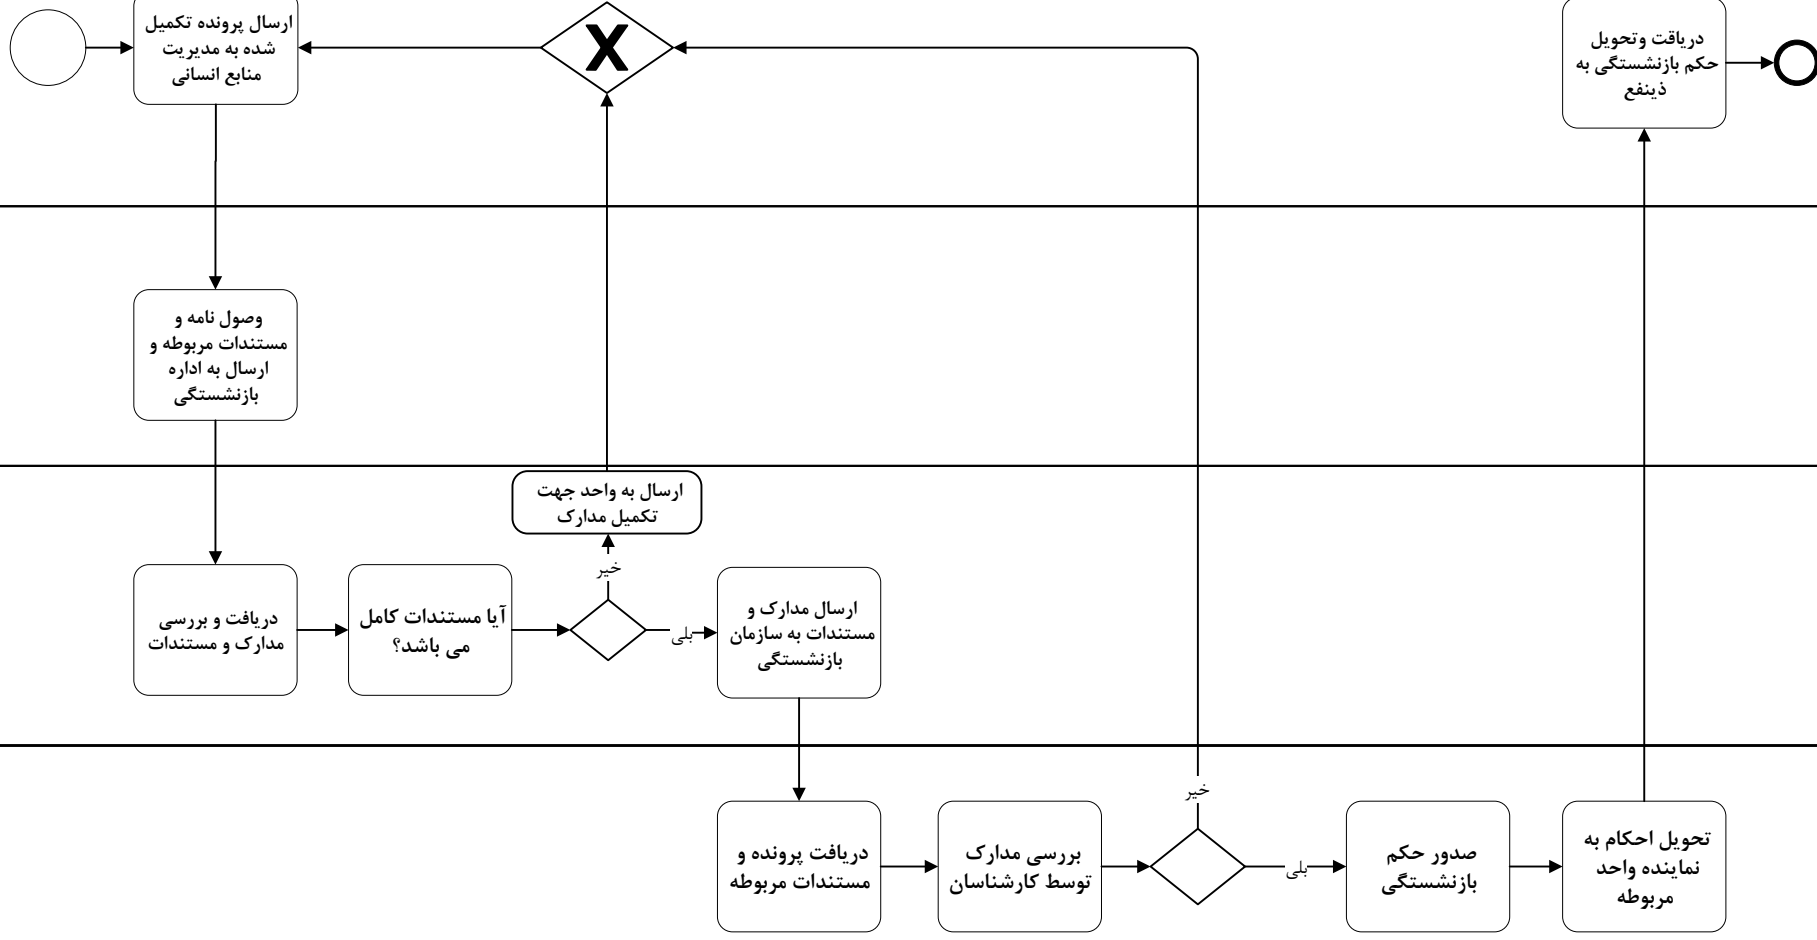 ارسال پرونده تکمیل
شده به مدیریت
منابع انسانی
X
دریاقت وتحویل
حکم بازنشستگی به
ذینفع
وصول نامه و
مستندات مربوطه و
ارسال به اداره
بازنشستگی
ارسال به واحد جهت
تکمیل مدارک
خیر
دریافت و بررسی
مدارک و مستندات
آیا مستندات کامل
می باشد؟
بلی
ارسال مدارک و
مستندات به سازمان
بازنشستگی
خیر
دریافت پرونده و
مستندات مربوطه
بررسی مدارک
توسط کارشناسان
بلی
صدور حکم
بازنشستگی
تحویل احکام به
نماینده واحد
مربوطه